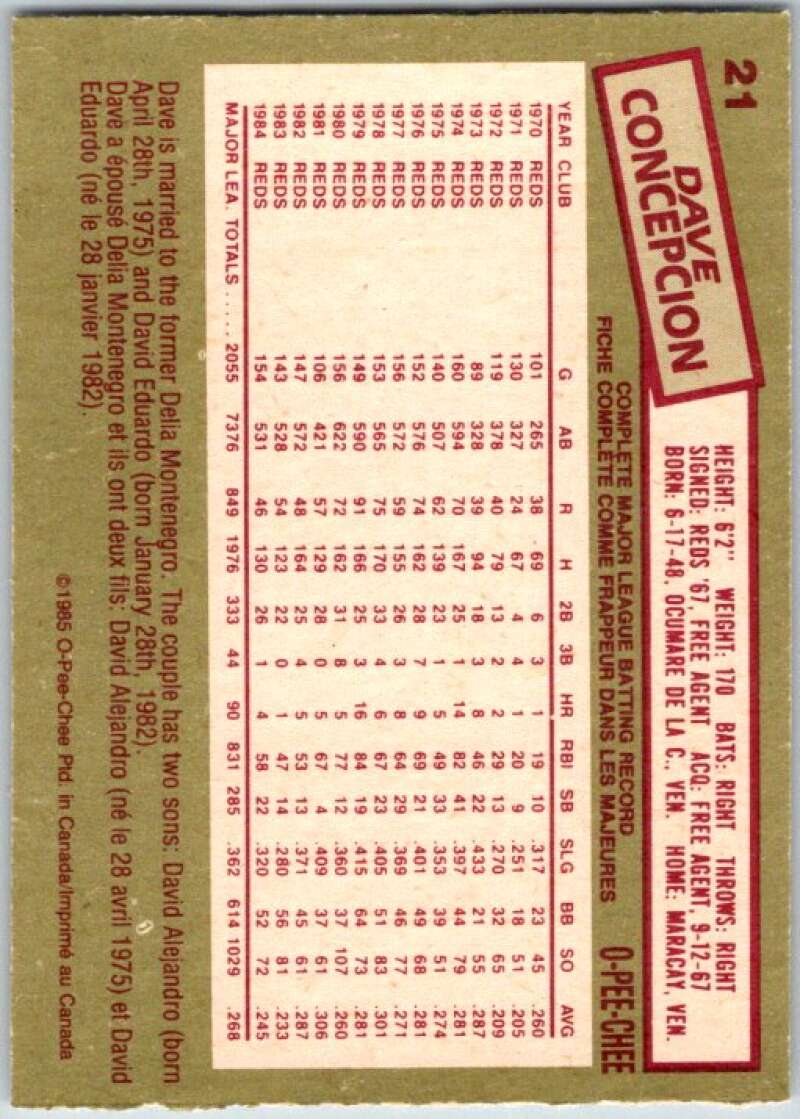 21
DAVE
CONCEPCION
HEIGHT: 6'2" WEIGHT: 170 BATS: RIGHT THROWS: RIGHT
SIGNED: REDS '67, FREE AGENT ACQ: FREE AGENT, 9-12-67
BORN: 6-17-48, OCUMARE DE LA C., VEN. HOME: MARACAY, VEN.
COMPLETE MAJOR LEAGUE BATTING RECORD
FICHE COMPLÈTE COMME FRAPPEUR DANS LES MAJEURES
O-PEE-CHEE
YEAR CLUB G AB R H 2B 3B HR RBI SB SLG BB SO AVG
1970 REDS 101 265 38 69 6 3 1 19 10 .317 23 45 .260
1971 REDS 130 327 24 67 4 4 1 20 9 .251 18 51 .205
1972 REDS 119 378 40 79 13 2 2 29 13 .270 32 65 .209
1973 REDS 89 328 39 94 18 3 8 46 22 .433 21 55 .287
1974 REDS 160 594 70 167 25 1 14 82 41 .397 44 79 .281
1975 REDS 140 507 62 139 23 1 5 49 33 .353 39 51 .274
1976 REDS 152 576 74 162 28 7 9 69 21 .401 49 68 .281
1977 REDS 156 572 59 155 26 3 8 64 29 .369 46 77 .271
1978 REDS 153 565 75 170 33 4 6 67 23 .405 51 83 .301
1979 REDS 149 590 91 166 25 3 16 84 19 .415 64 73 .281
1980 REDS 156 622 72 162 31 8 5 77 12 .360 37 107 .260
1981 REDS 106 421 57 129 28 0 5 67 4 .409 37 61 .306
1982 REDS 147 572 48 164 25 4 5 53 13 .371 45 61 .287
1983 REDS 143 528 54 123 22 0 1 47 14 .280 56 81 .233
1984 REDS 154 531 46 130 26 1 4 58 22 .320 52 72 .245
MAJOR LEA. TOTALS ..... 2055 7376 849 1976 333 44 90 831 285 .362 614 1029 .268
Dave is married to the former Delia Montenegro. The couple has two sons: David Alejandro (born
April 28th, 1975) and David Eduardo (born January 28th, 1982).
Dave a épousé Delia Montenegro et ils ont deux fils: David Alejandro (né le 28 avril 1975) et David
Eduardo (né le 28 janvier 1982).
©1985 O-Pee-Chee Ptd. in Canada/Imprimé au Canada